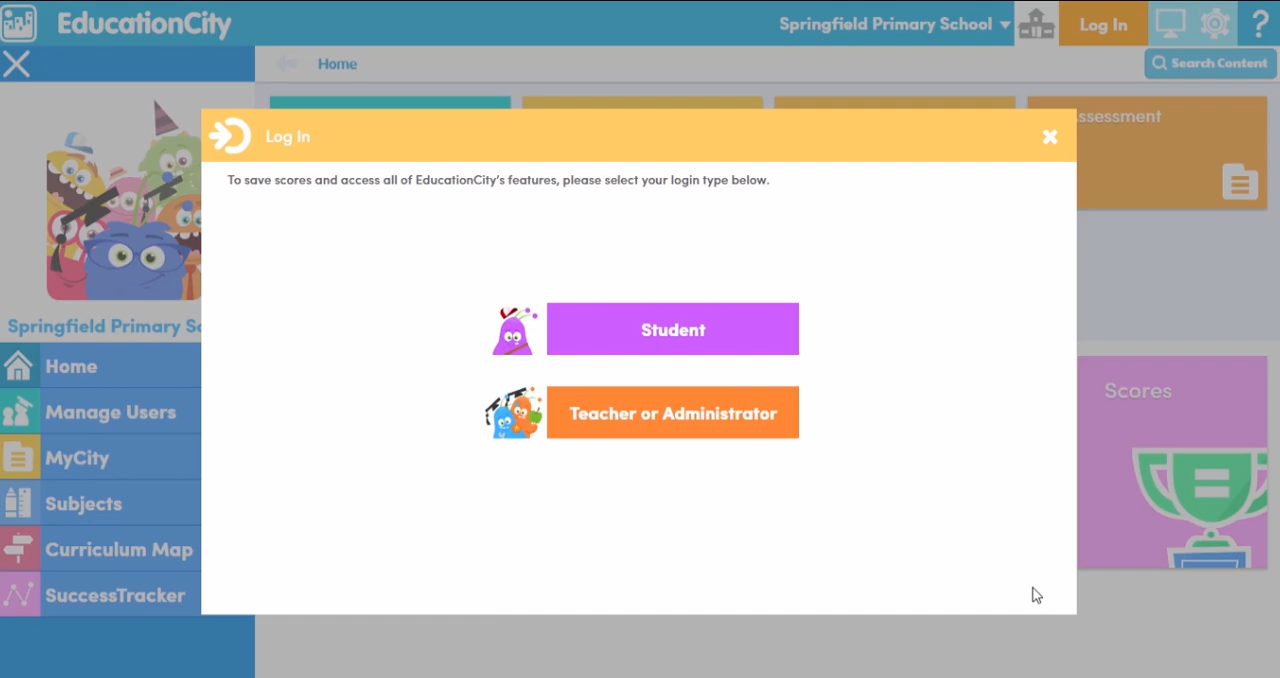 EducationCity
Springfield Primary School
Log In
?
Home
Search Content
ssessment
Log In
To save scores and access all of EducationCity's features, please select your login type below.
Student
Teacher or Administrator
Springfield Primary Sc
Home
Manage Users
MyCity
Subjects
Curriculum Map
SuccessTracker
Scores